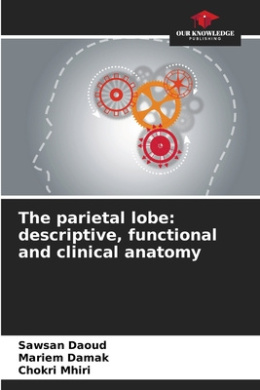 OUR KNOWLEDGE
PUBLISHING
The parietal lobe:
descriptive, functional
and clinical anatomy
Sawsan Daoud
Mariem Damak
Chokri Mhiri